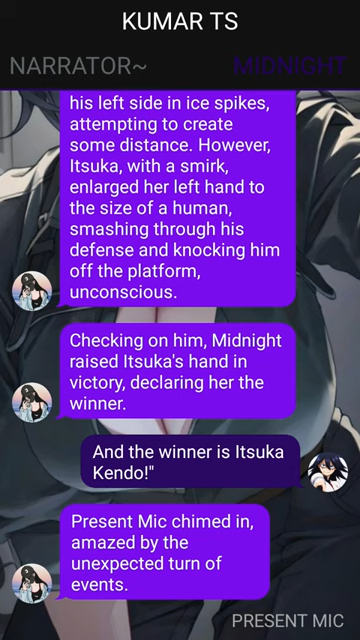 KUMAR TS
NARRATOR~
MIDNIGHT
his left side in ice spikes,
attempting to create
some distance. However,
Itsuka, with a smirk,
enlarged her left hand to
the size of a human,
smashing through his
defense and knocking him
off the platform,
unconscious.
Checking on him, Midnight
raised Itsuka's hand in
victory, declaring her the
winner.
And the winner is Itsuka
Kendo!"
Present Mic chimed in,
amazed by the
unexpected turn of
events.
PRESENT MIC